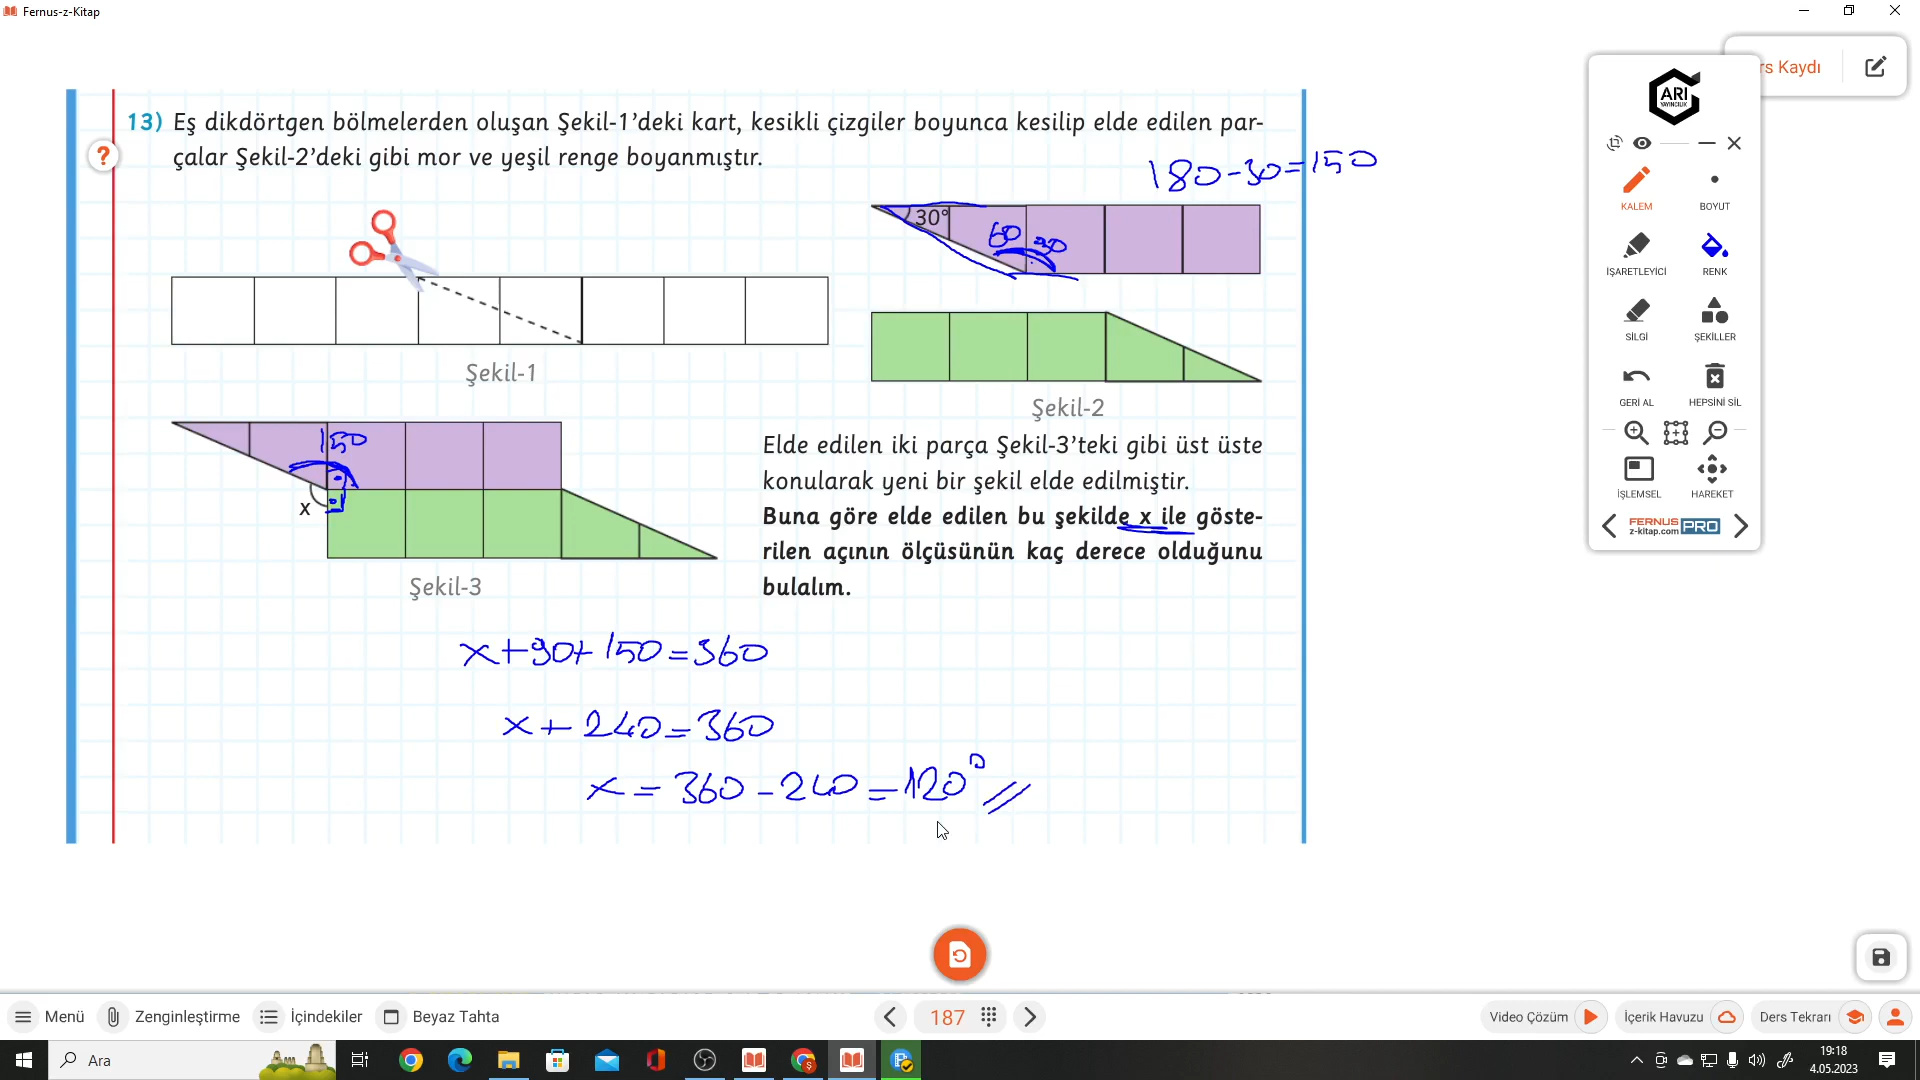 Fernus-z-Kitap
Ders Kaydı
ARI
YAYINCILIK
13) Eş dikdörtgen bölmelerden oluşan Şekil-1'deki kart, kesikli çizgiler boyunca kesilip elde edilen par-
çalar Şekil-2'deki gibi mor ve yeşil renge boyanmıştır.
180-30=150
30°
60 90
Şekil-1
Şekil-2
150
x
Şekil-3
Elde edilen iki parça Şekil-3'teki gibi üst üste
konularak yeni bir şekil elde edilmiştir.
Buna göre elde edilen bu şekilde x ile göste-
rilen açının ölçüsünün kaç derece olduğunu
bulalım.
x+90+150=360
x+240=360
x=360-240=120°
KALEM
BOYUT
İŞARETLEYİCİ
RENK
SİLGİ
ŞEKİLLER
GERİ AL
HEPSİNİ SİL
İŞLEMSEL
HAREKET
FERNUS
z-kitap.com PRO
Menü
Zenginleştirme
İçindekiler
Beyaz Tahta
187
Video Çözüm
İçerik Havuzu
Ders Tekrarı
Ara
19:18
4.05.2023